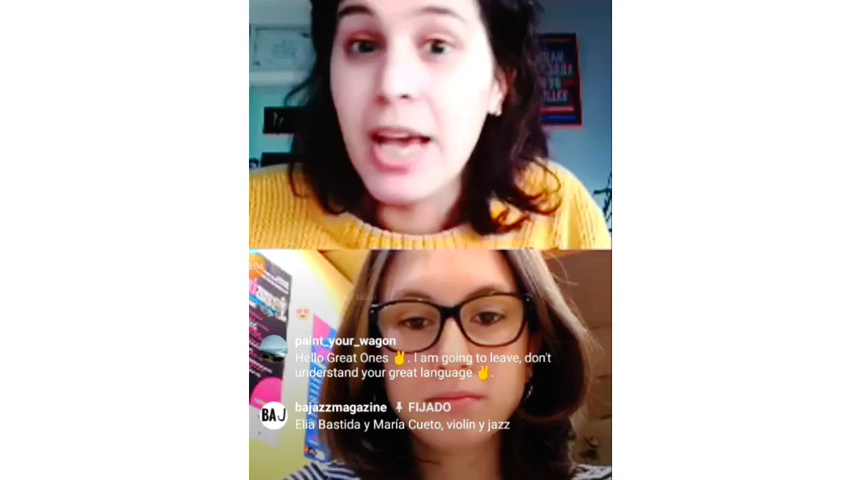 paint_your_wagon
Hello Great Ones ✌. I am going to leave, don't
understand your great language ✌.
BAJ
bajazzmagazine FIJADO
Elia Bastida y María Cueto, violín y jazz